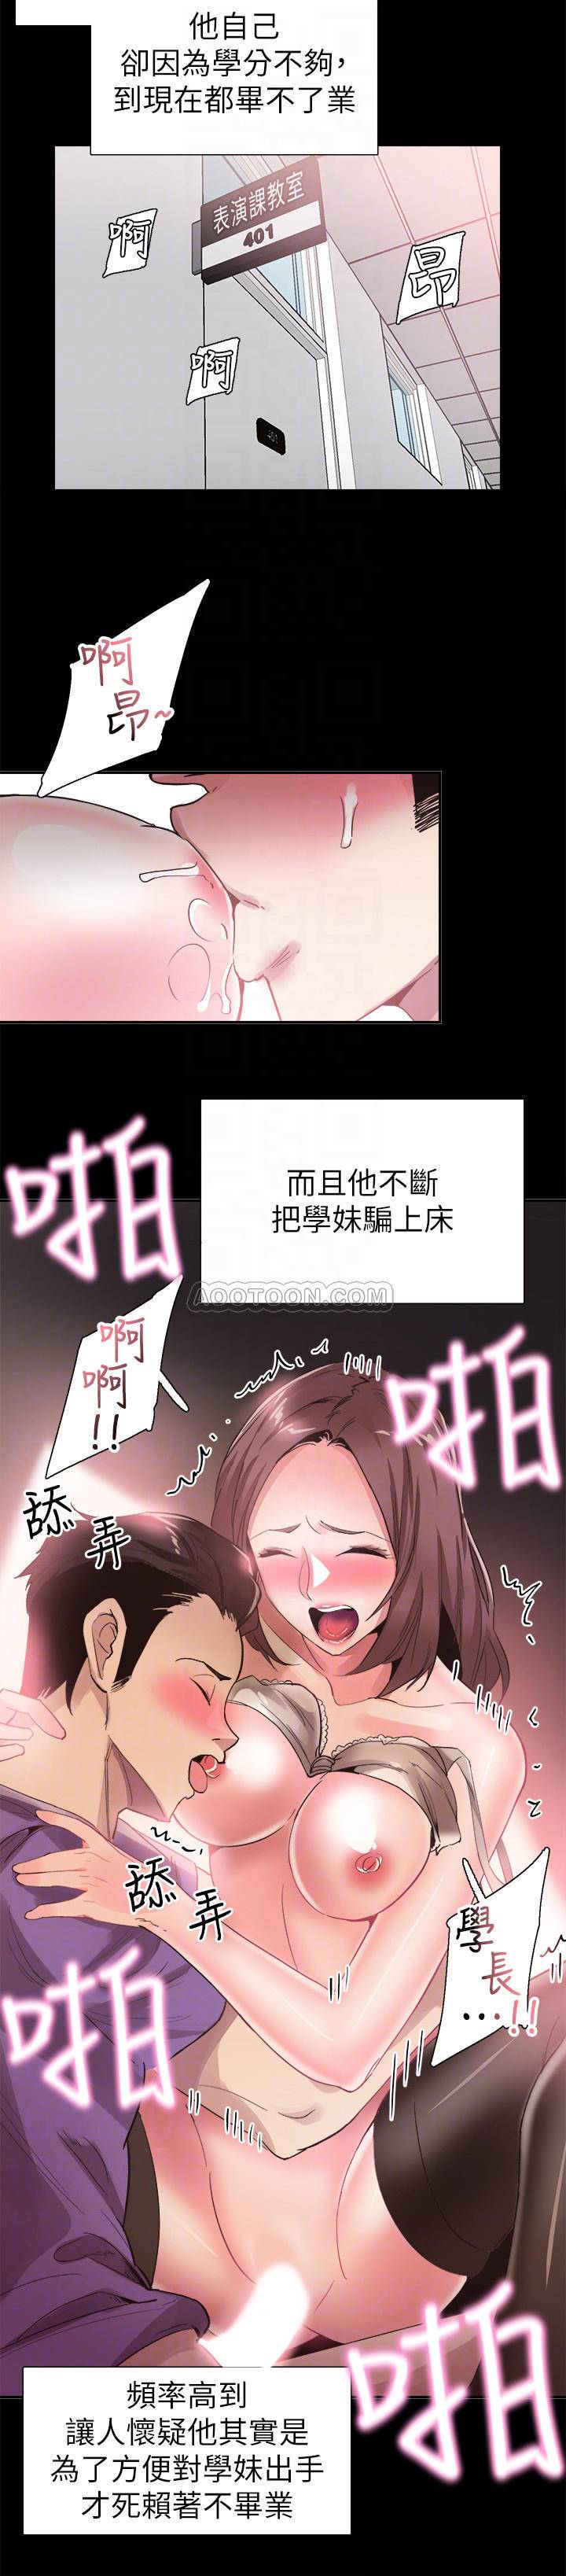 他自己
卻因為學分不夠，
到現在都畢不了業
表演課教室
401
啊
昂
啊
401
啊
昂~
啪
而且他不斷
把學妹騙上床
AOOTOON.COM
啊
啊!!
啪
舔
弄
舔
弄
學
長
...!!
啪
啪
頻率高到
讓人懷疑他其實是
為了方便對學妹出手
才死賴著不畢業